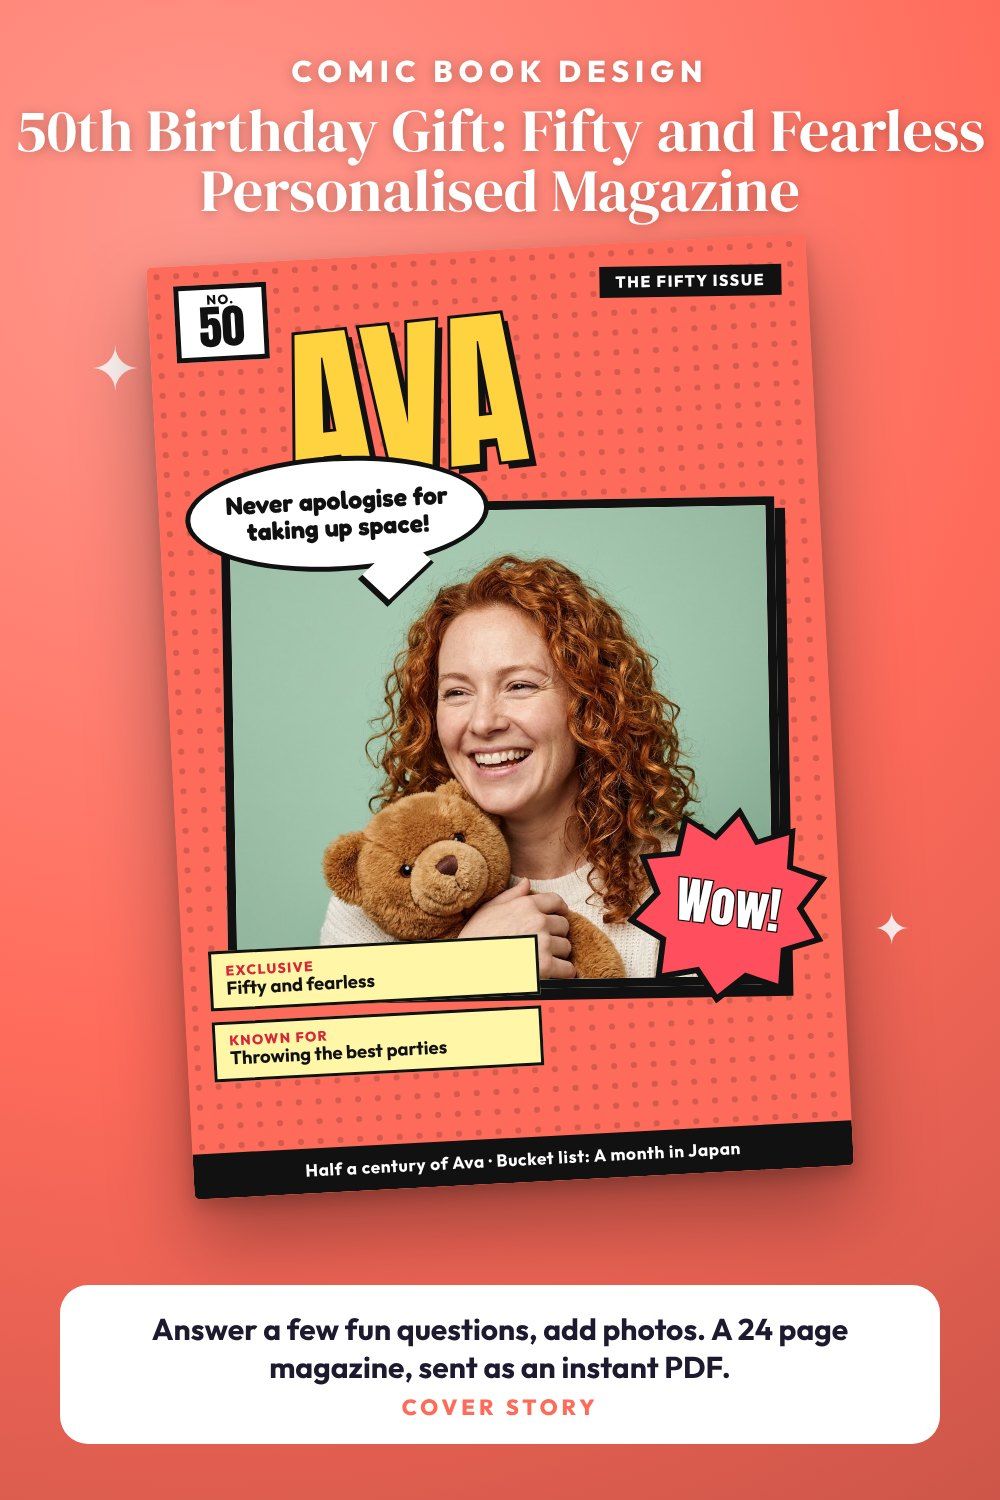 COMIC BOOK DESIGN
50th Birthday Gift: Fifty and Fearless
Personalised Magazine
THE FIFTY ISSUE
NO.
50
AVA
Never apologise for
taking up space!
Wow!
EXCLUSIVE
Fifty and fearless
KNOWN FOR
Throwing the best parties
Half a century of Ava · Bucket list: A month in Japan
Answer a few fun questions, add photos. A 24 page
magazine, sent as an instant PDF.
COVER STORY